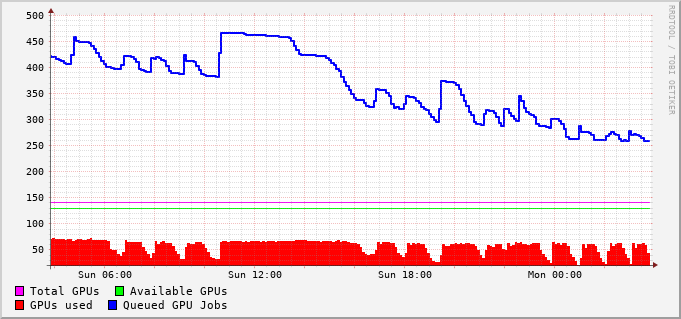 500
450
400
350
300
250
200
150
100
50
Sun 06:00 Sun 12:00 Sun 18:00 Mon 00:00
Total GPUs Available GPUs
GPUs used Queued GPU Jobs
RRDTOOL / TOBI OETIKER